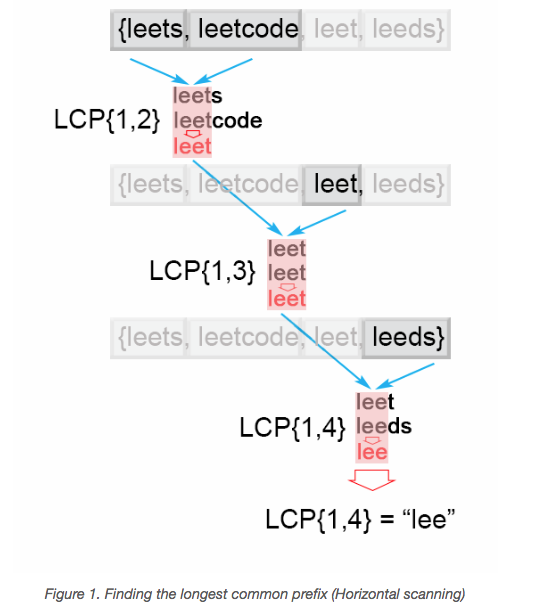 {leets, leetcode, leet, leeds}
leets
LCP{1,2} leetcode
leet
{leets, leetcode, leet, leeds}
leet
LCP{1,3} leet
leet
{leets, leetcode, leet, leeds}
leet
LCP{1,4} leeds
lee
LCP{1,4} = “lee”
Figure 1. Finding the longest common prefix (Horizontal scanning)